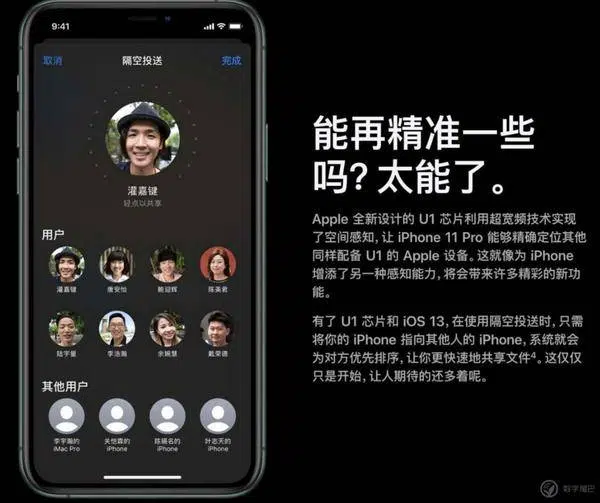 9:41
取消 隔空投送 完成
灌嘉键
轻点以共享
用户
灌嘉键 唐安怡 鲍迎辉 陈美君
陆宇量 李浩瀚 余婉慧 戴荣德
其他用户
李宇瀚的 关恺霖的 陈扬名的 叶志天的
iMac Pro iPhone iPhone iPhone
能再精准一些
吗？太能了。
Apple 全新设计的 U1 芯片利用超宽频技术实现
了空间感知，让 iPhone 11 Pro 能够精确定位其他
同样配备 U1 的 Apple 设备。这就像为 iPhone
增添了另一种感知能力，将会带来许多精彩的新功
能。
有了 U1 芯片和 iOS 13，在使用隔空投送时，只需
将你的 iPhone 指向其他人的 iPhone，系统就会
为对方优先排序，让你更快速地共享文件⁴。这仅仅
只是开始，让人期待的还多着呢。
数字尾巴